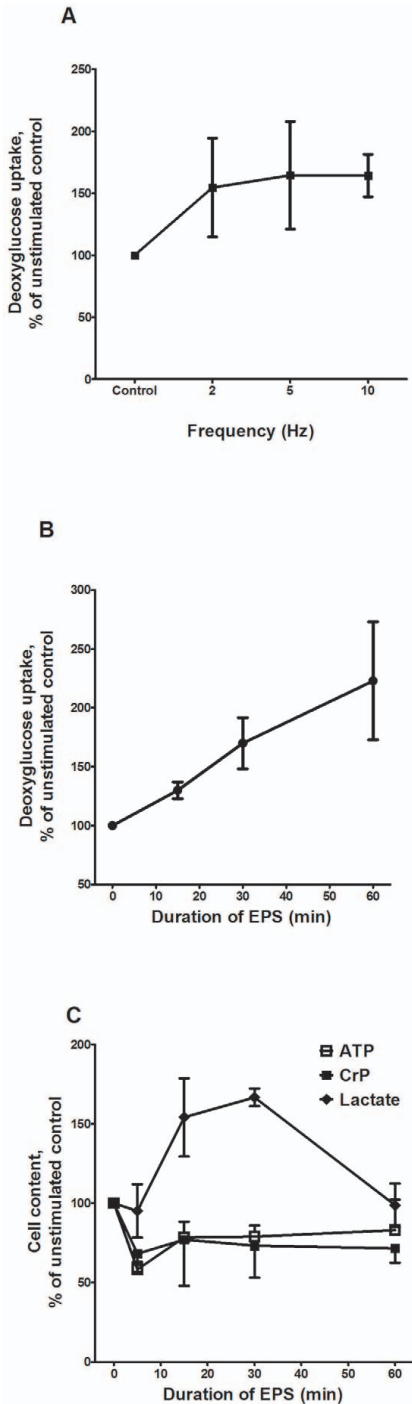 A
Deoxyglucose uptake,
% of unstimulated control
250
200
150
100
50
0
Control 2 5 10
Frequency (Hz)
B
Deoxyglucose uptake,
% of unstimulated control
300
250
200
150
100
50
0 10 20 30 40 50 60
Duration of EPS (min)
C
ATP
CrP
Lactate
Cell content,
% of unstimulated control
200
150
100
50
0
0 10 20 30 40 50 60
Duration of EPS (min)